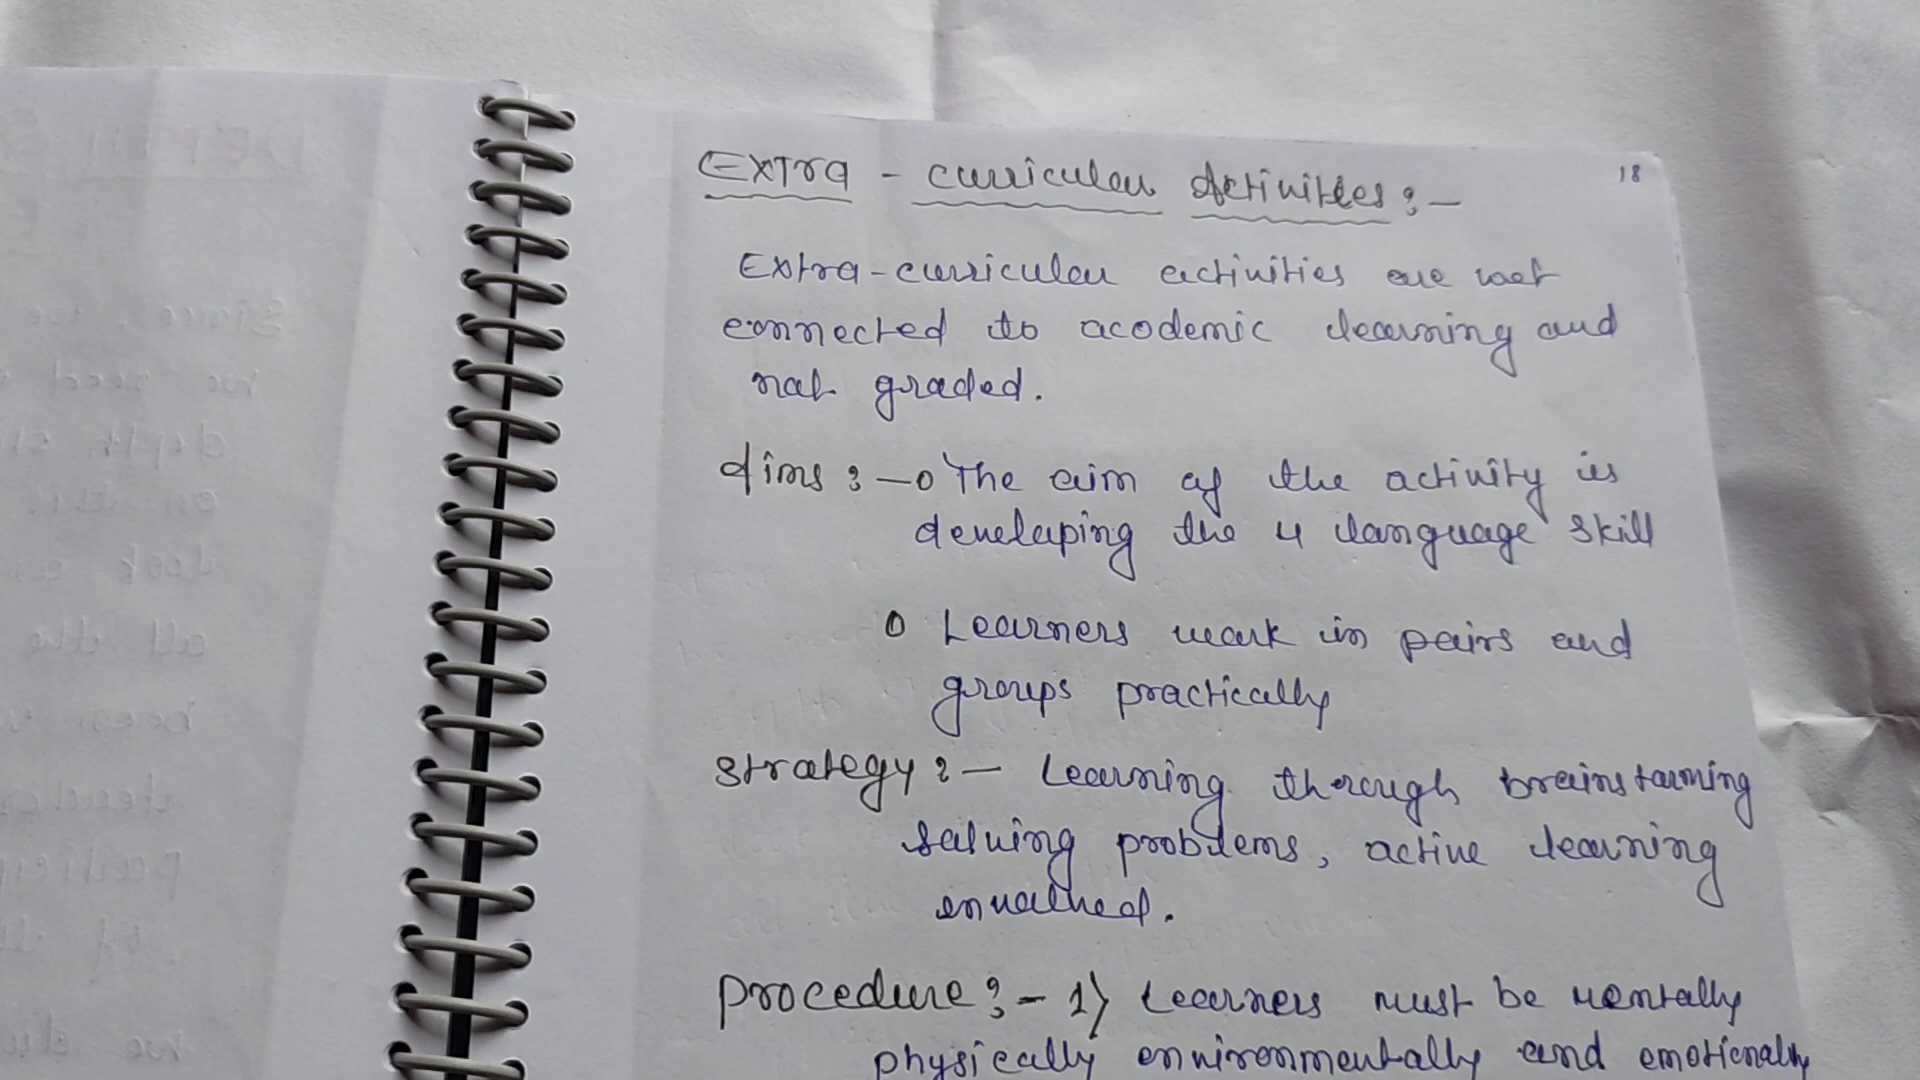 18
Extra - curricular Activities :-
Extra-curricular activities are not
connected to academic learning and
not graded.
Aims :- o The aim of the activity is
developing the 4 language skill
o Learners work in pairs and
groups practically
Strategy :- Learning through brainstorming
solving problems, active learning
involved.
Procedure :- 1) Learners must be mentally
physically environmentally and emotionally